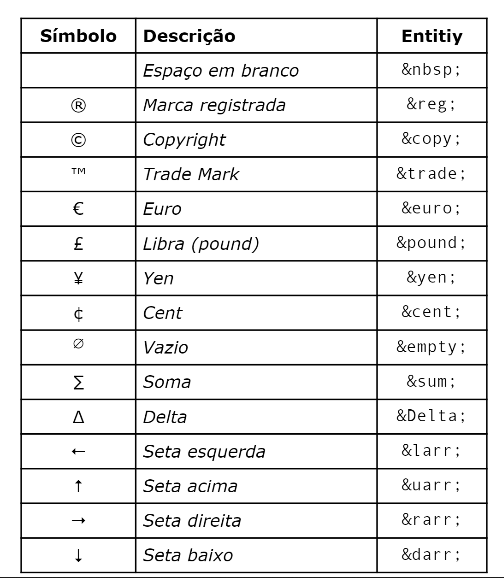 Símbolo Descrição Entitiy
Espaço em branco &nbsp;
® Marca registrada &reg;
© Copyright &copy;
™ Trade Mark &trade;
€ Euro &euro;
£ Libra (pound) &pound;
¥ Yen &yen;
¢ Cent &cent;
∅ Vazio &empty;
∑ Soma &sum;
Δ Delta &Delta;
← Seta esquerda &larr;
↑ Seta acima &uarr;
→ Seta direita &rarr;
↓ Seta baixo &darr;